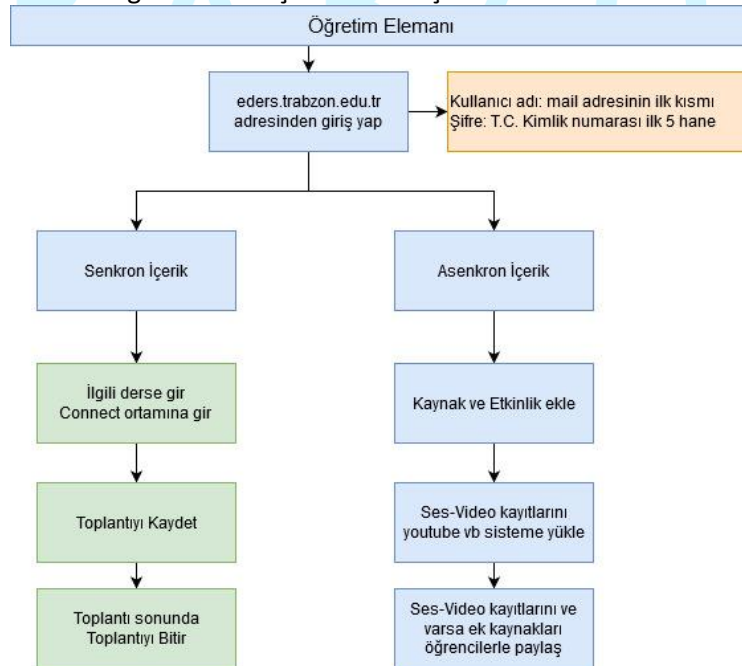 Öğretim Elemanı
eders.trabzon.edu.tr
adresinden giriş yap
Kullanıcı adı: mail adresinin ilk kısmı
Şifre: T.C. Kimlik numarası ilk 5 hane
Senkron İçerik
Asenkron İçerik
İlgili derse gir
Connect ortamına gir
Kaynak ve Etkinlik ekle
Toplantıyı Kaydet
Ses-Video kayıtlarını
youtube vb sisteme yükle
Toplantı sonunda
Toplantıyı Bitir
Ses-Video kayıtlarını ve
varsa ek kaynakları
öğrencilerle paylaş